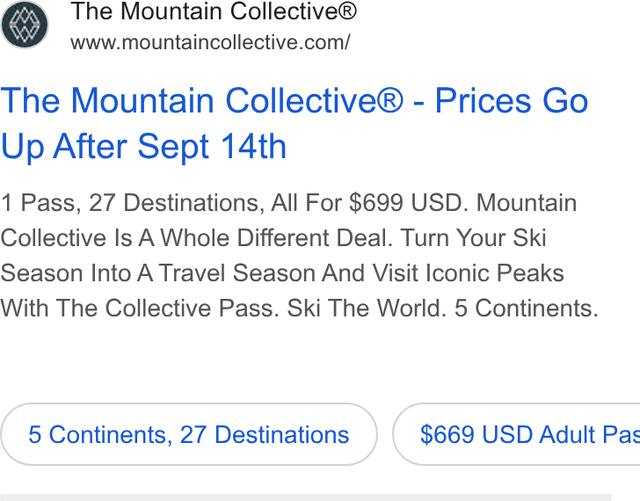 The Mountain Collective®
www.mountaincollective.com/
The Mountain Collective® - Prices Go
Up After Sept 14th
1 Pass, 27 Destinations, All For $699 USD. Mountain
Collective Is A Whole Different Deal. Turn Your Ski
Season Into A Travel Season And Visit Iconic Peaks
With The Collective Pass. Ski The World. 5 Continents.
5 Continents, 27 Destinations
$669 USD Adult Pas